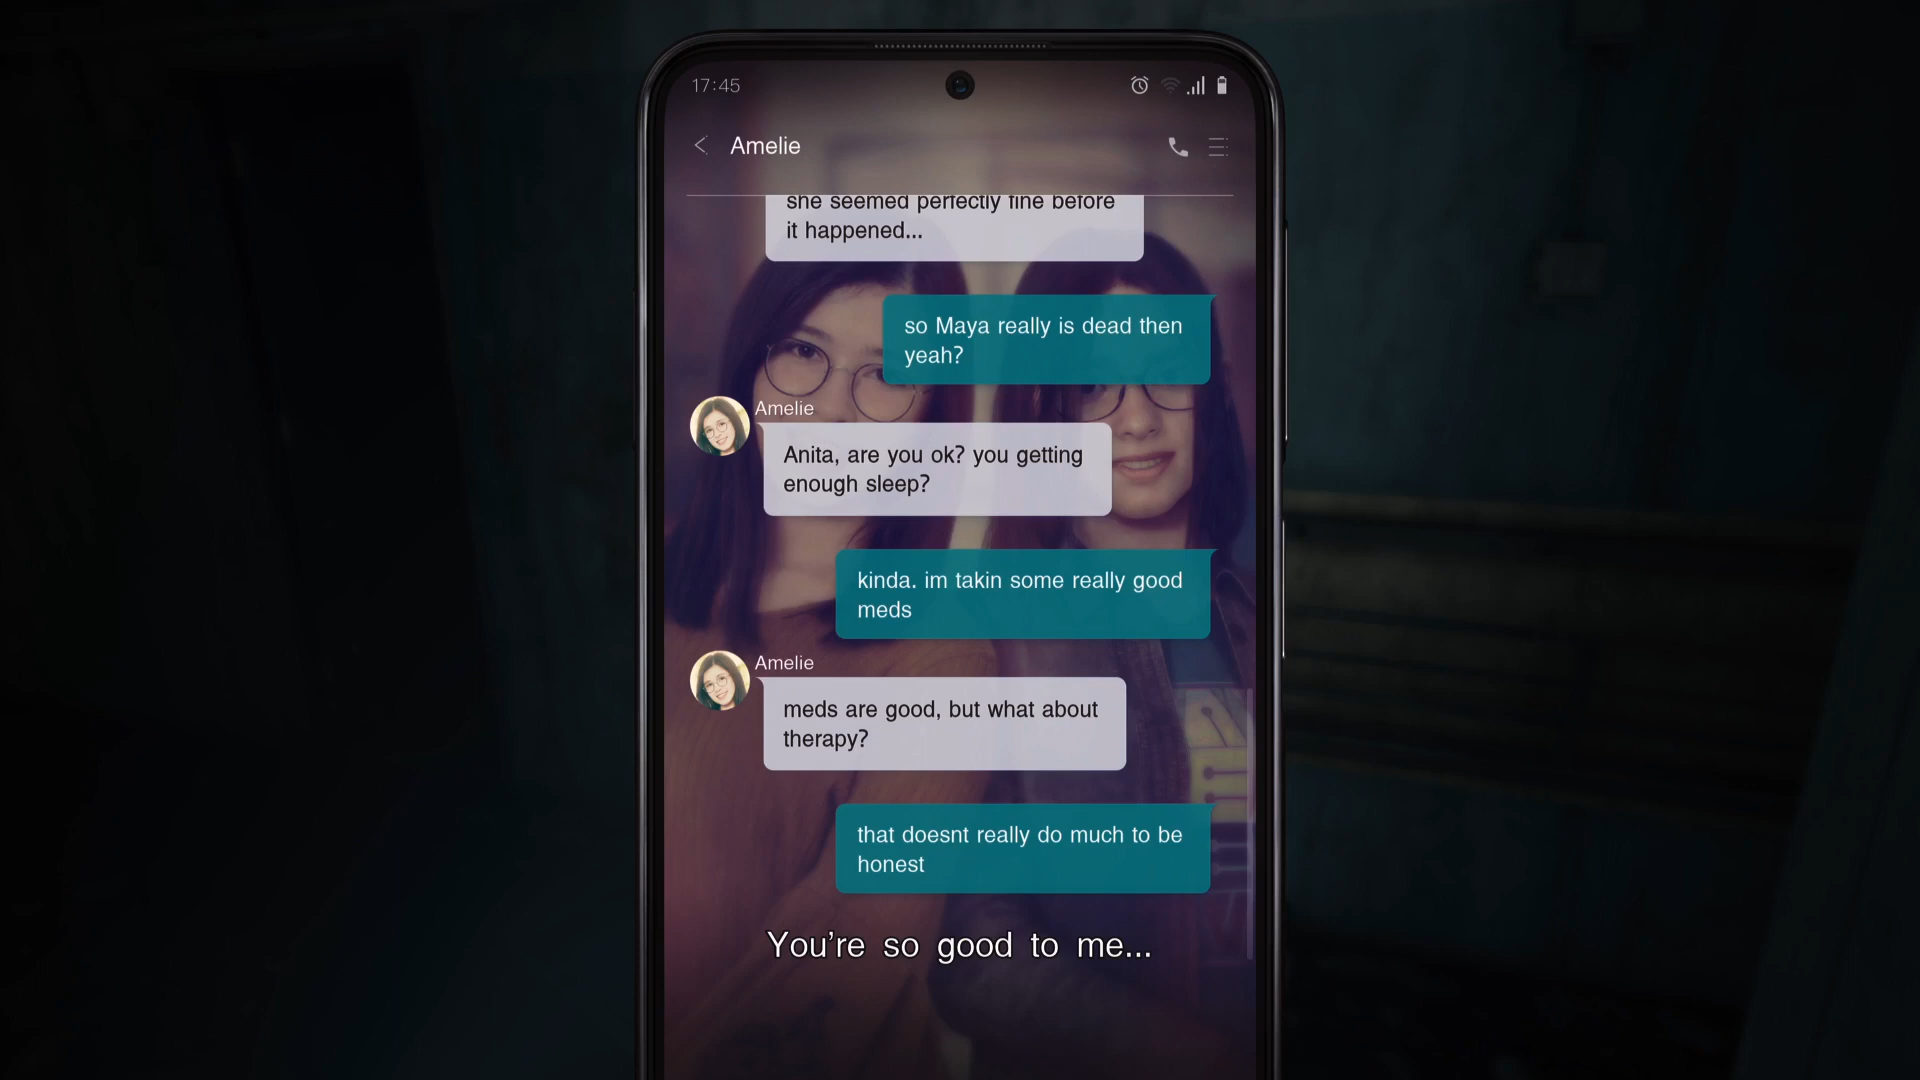 17:45
Amelie
she seemed perfectly fine before
it happened...
so Maya really is dead then
yeah?
Amelie
Anita, are you ok? you getting
enough sleep?
kinda. im takin some really good
meds
Amelie
meds are good, but what about
therapy?
that doesnt really do much to be
honest
You're so good to me...